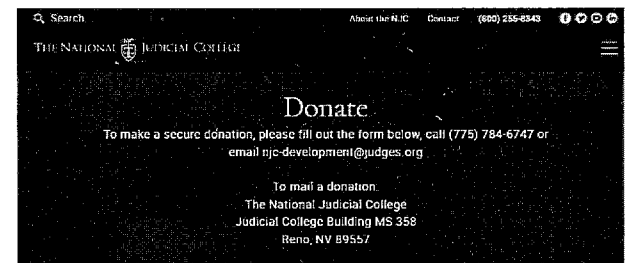 Search
About the NJC Contact (800) 255-8343
THE NATIONAL JUDICIAL COLLEGE
Donate
To make a secure donation, please fill out the form below, call (775) 784-6747 or
email njc-development@judges.org
To mail a donation:
The National Judicial College
Judicial College Building MS 358
Reno, NV 89557